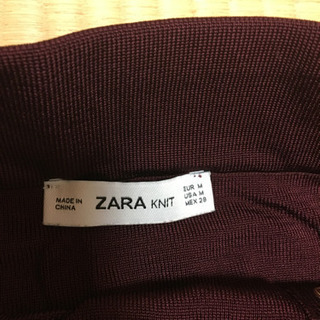 MADE IN
CHINA
ZARA KNIT
EUR M
USA M
MEX 28